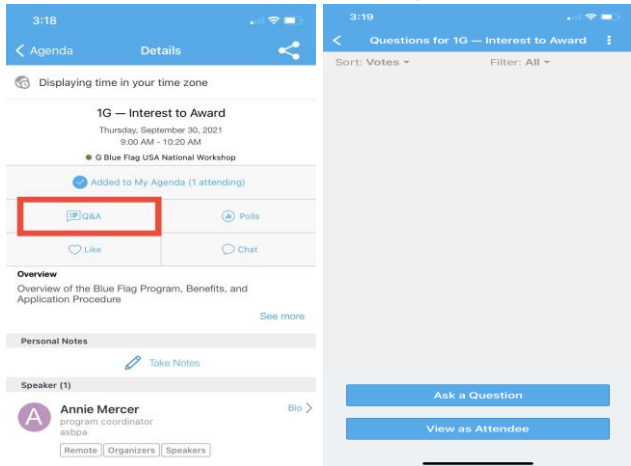 3:18
Agenda
Details
Displaying time in your time zone
1G — Interest to Award
Thursday, September 30, 2021
9:00 AM - 10:20 AM
G Blue Flag USA National Workshop
Added to My Agenda (1 attending)
Q&A
Polls
Like
Chat
Overview
Overview of the Blue Flag Program, Benefits, and
Application Procedure
See more
Personal Notes
Take Notes
Speaker (1)
A
Annie Mercer
Bio
program coordinator
asbpa
Remote Organizers Speakers
3:19
Questions for 1G — Interest to Award
Sort: Votes
Filter: All
Ask a Question
View as Attendee